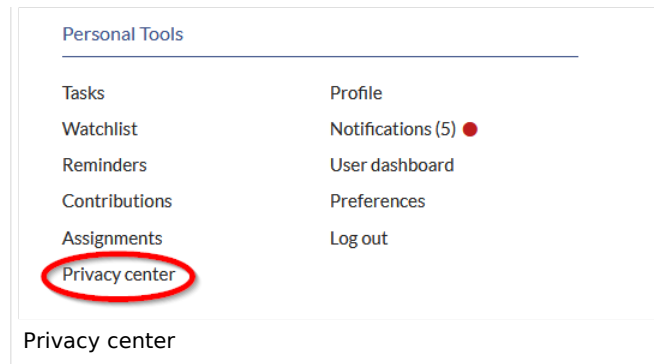 Personal Tools
Tasks
Watchlist
Reminders
Contributions
Assignments
Privacy center
Profile
Notifications (5)
User dashboard
Preferences
Log out
Privacy center